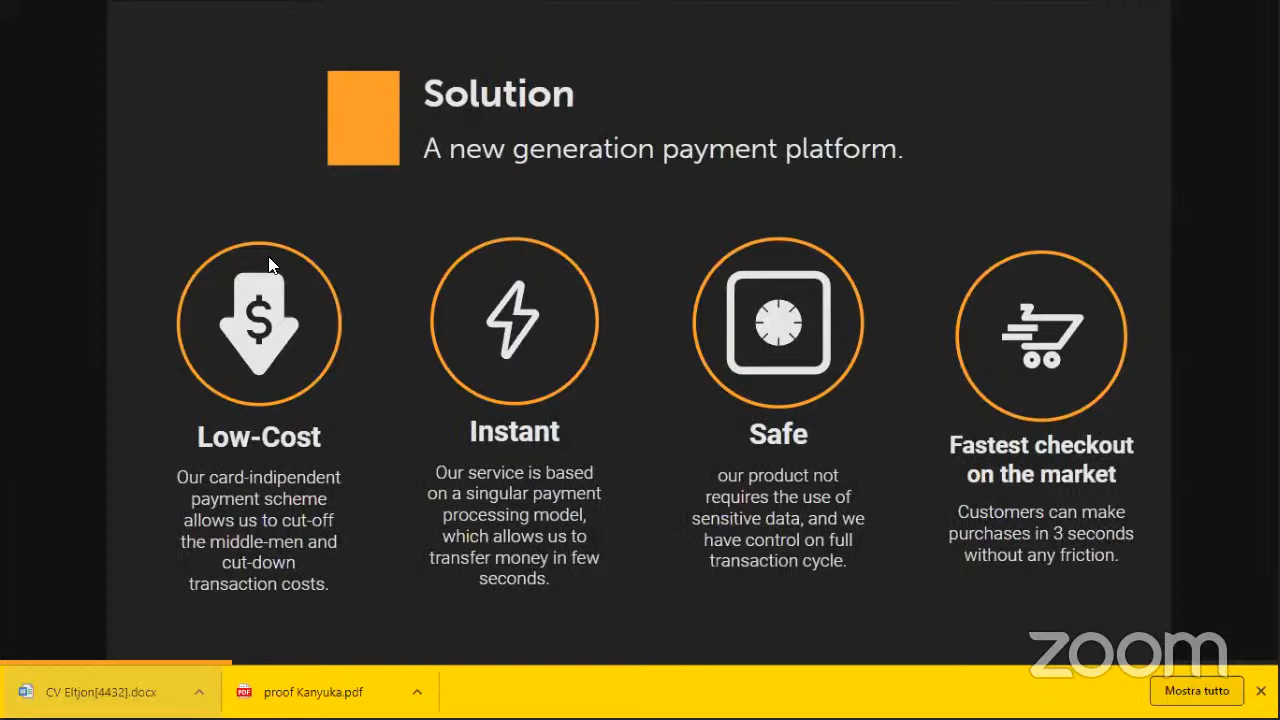 Solution
A new generation payment platform.
$
Low-Cost
Our card-indipendent
payment scheme
allows us to cut-off
the middle-men and
cut-down
transaction costs.
Instant
Our service is based
on a singular payment
processing model,
which allows us to
transfer money in few
seconds.
Safe
our product not
requires the use of
sensitive data, and we
have control on full
transaction cycle.
Fastest checkout
on the market
Customers can make
purchases in 3 seconds
without any friction.
zoom
CV Eltjon[4432].docx
PDF
proof Kanyuka.pdf
Mostra tutto